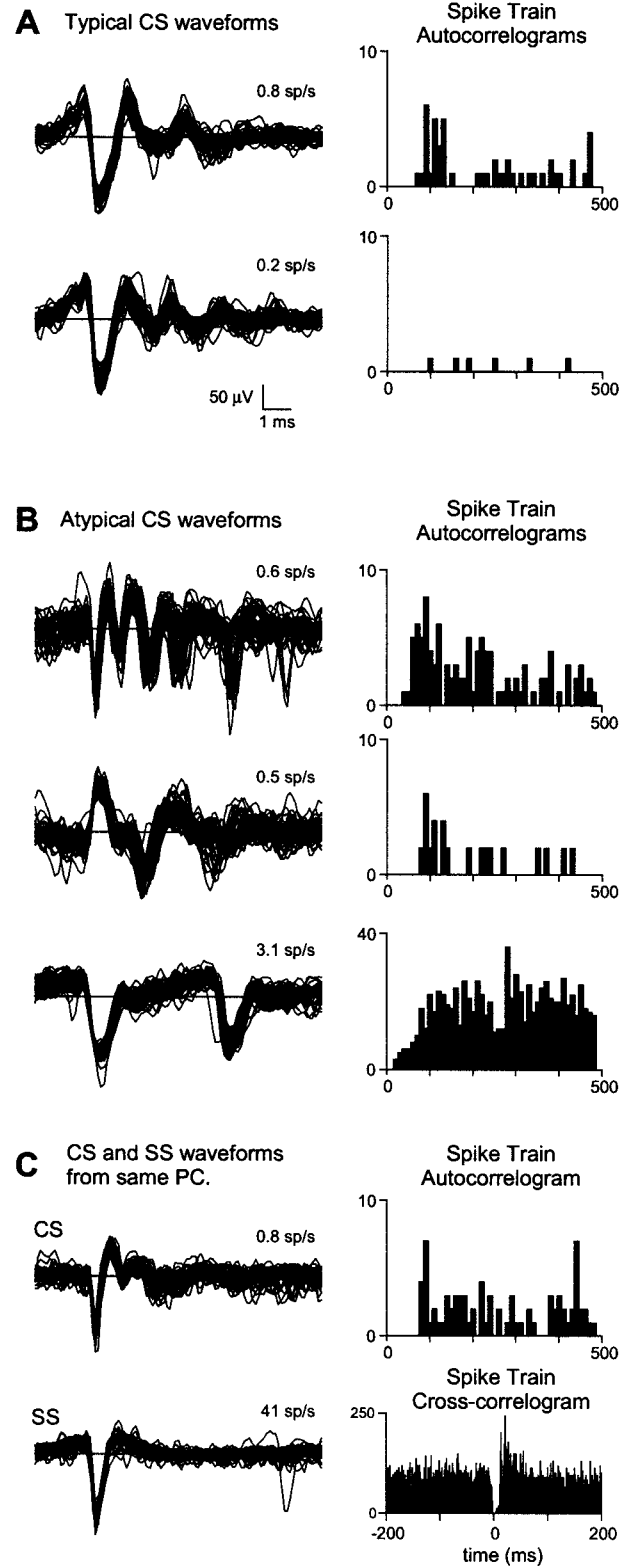 A Typical CS waveforms
Spike Train
Autocorrelograms
0.8 sp/s
10
0
0
500
0.2 sp/s
10
0
0
500
50 μV
1 ms
B Atypical CS waveforms
Spike Train
Autocorrelograms
0.6 sp/s
10
0
0
500
0.5 sp/s
10
0
0
500
3.1 sp/s
40
0
0
500
C CS and SS waveforms
from same PC.
Spike Train
Autocorrelogram
CS
0.8 sp/s
10
0
0
500
Spike Train
Cross-correlogram
SS
41 sp/s
250
0
-200
0
200
time (ms)